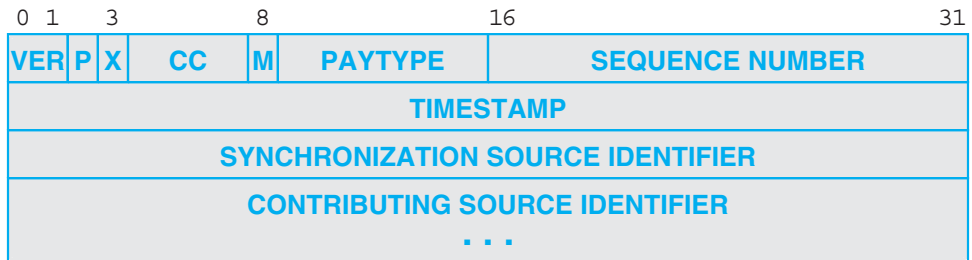 0 1 3 8 16 31
VER P X CC M PAYTYPE SEQUENCE NUMBER
TIMESTAMP
SYNCHRONIZATION SOURCE IDENTIFIER
CONTRIBUTING SOURCE IDENTIFIER
. . .